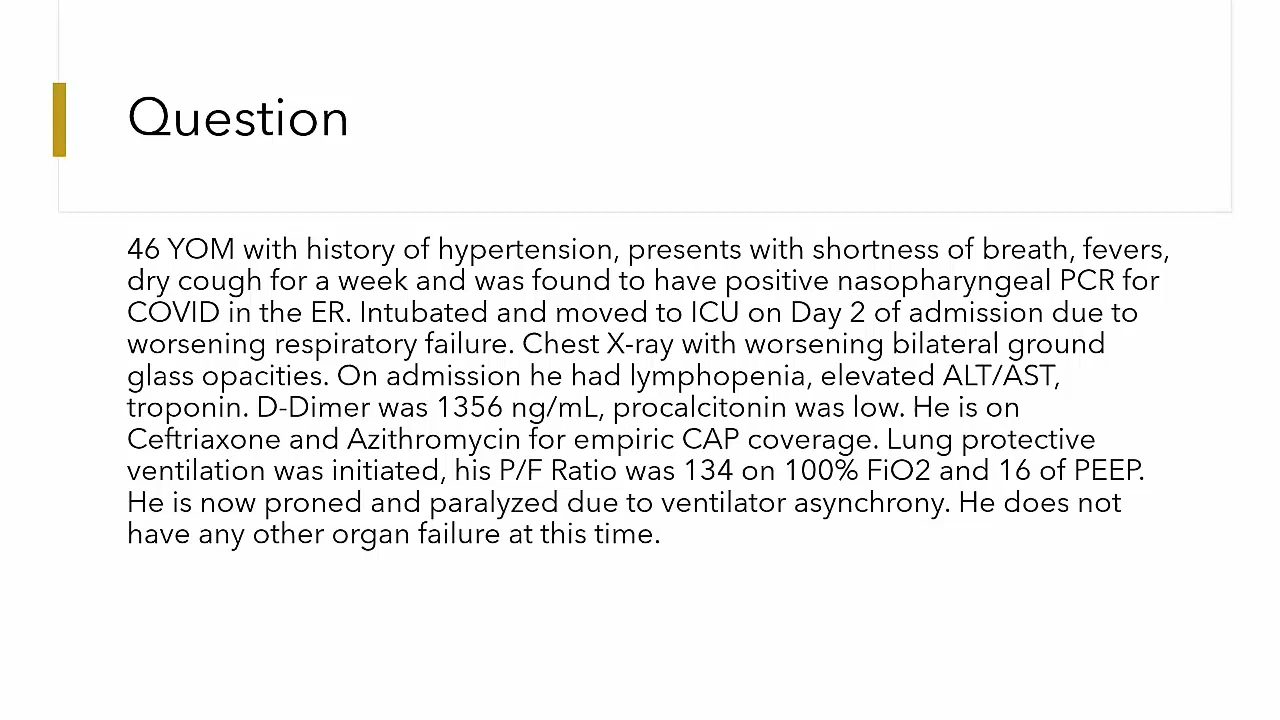 Question
46 YOM with history of hypertension, presents with shortness of breath, fevers,
dry cough for a week and was found to have positive nasopharyngeal PCR for
COVID in the ER. Intubated and moved to ICU on Day 2 of admission due to
worsening respiratory failure. Chest X-ray with worsening bilateral ground
glass opacities. On admission he had lymphopenia, elevated ALT/AST,
troponin. D-Dimer was 1356 ng/mL, procalcitonin was low. He is on
Ceftriaxone and Azithromycin for empiric CAP coverage. Lung protective
ventilation was initiated, his P/F Ratio was 134 on 100% FiO2 and 16 of PEEP.
He is now proned and paralyzed due to ventilator asynchrony. He does not
have any other organ failure at this time.